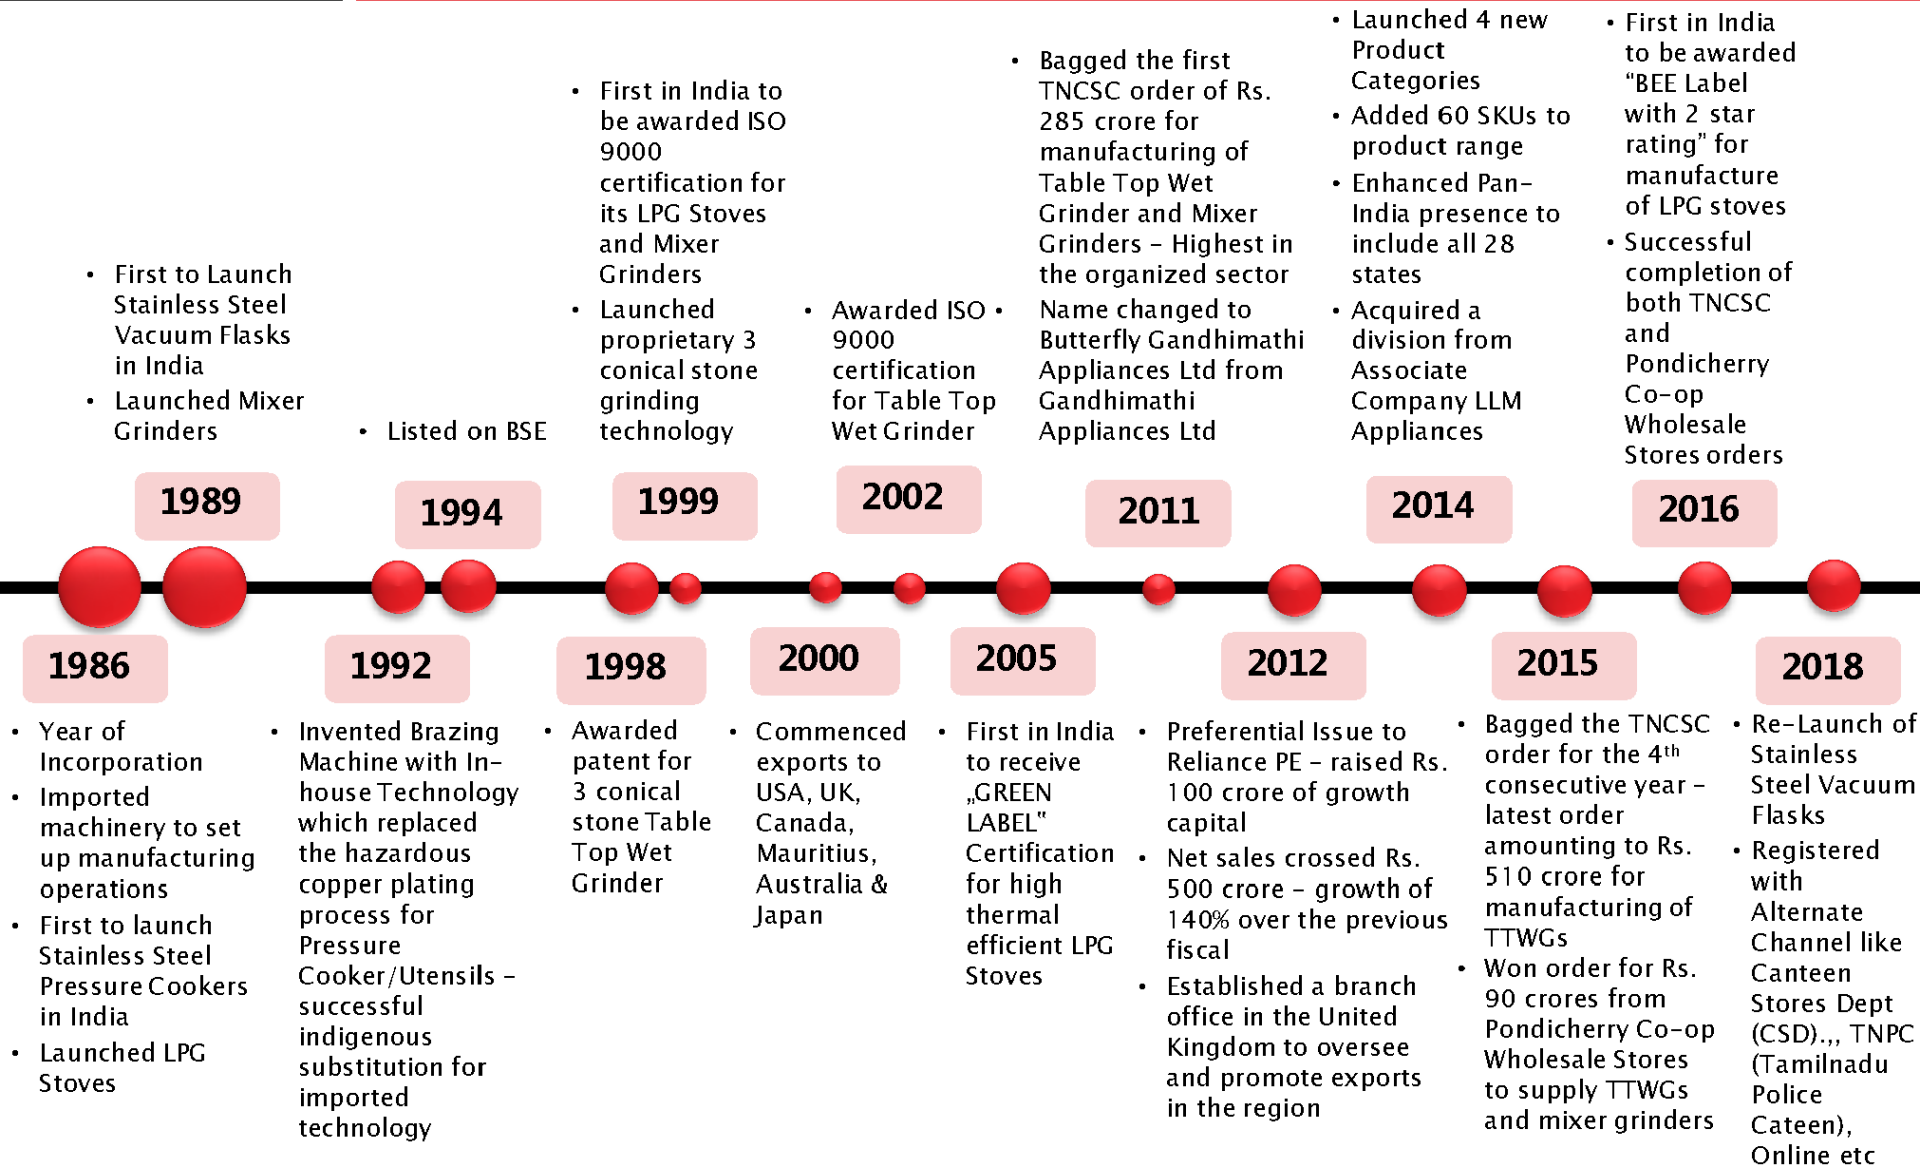 • First to Launch
Stainless Steel
Vacuum Flasks
in India
• Launched Mixer
Grinders
1989
• Listed on BSE
1994
• First in India to
be awarded ISO
9000
certification for
its LPG Stoves
and Mixer
Grinders
• Launched
proprietary 3
conical stone
grinding
technology
1999
• Awarded ISO
9000
certification
for Table Top
Wet Grinder
2002
• Bagged the first
TNCSC order of Rs.
285 crore for
manufacturing of
Table Top Wet
Grinder and Mixer
Grinders – Highest in
the organized sector
• Name changed to
Butterfly Gandhimathi
Appliances Ltd from
Gandhimathi
Appliances Ltd
2011
• Launched 4 new
Product
Categories
• Added 60 SKUs to
product range
• Enhanced Pan-
India presence to
include all 28
states
• Acquired a
division from
Associate
Company LLM
Appliances
2014
• First in India
to be awarded
“BEE Label
with 2 star
rating” for
manufacture
of LPG stoves
• Successful
completion of
both TNCSC
and
Pondicherry
Co-op
Wholesale
Stores orders
2016
1986
• Year of
Incorporation
• Imported
machinery to set
up manufacturing
operations
• First to launch
Stainless Steel
Pressure Cookers
in India
• Launched LPG
Stoves
1992
• Invented Brazing
Machine with In-
house Technology
which replaced
the hazardous
copper plating
process for
Pressure
Cooker/Utensils –
successful
indigenous
substitution for
imported
technology
1998
• Awarded
patent for
3 conical
stone Table
Top Wet
Grinder
2000
• Commenced
exports to
USA, UK,
Canada,
Mauritius,
Australia &
Japan
2005
• First in India
to receive
„GREEN
LABEL‟
Certification
for high
thermal
efficient LPG
Stoves
2012
• Preferential Issue to
Reliance PE – raised Rs.
100 crore of growth
capital
• Net sales crossed Rs.
500 crore – growth of
140% over the previous
fiscal
• Established a branch
office in the United
Kingdom to oversee
and promote exports
in the region
2015
• Bagged the TNCSC
order for the 4th
consecutive year –
latest order
amounting to Rs.
510 crore for
manufacturing of
TTWGs
• Won order for Rs.
90 crores from
Pondicherry Co-op
Wholesale Stores
to supply TTWGs
and mixer grinders
2018
• Re-Launch of
Stainless
Steel Vacuum
Flasks
• Registered
with
Alternate
Channel like
Canteen
Stores Dept
(CSD).,, TNPC
(Tamilnadu
Police
Cateen),
Online etc